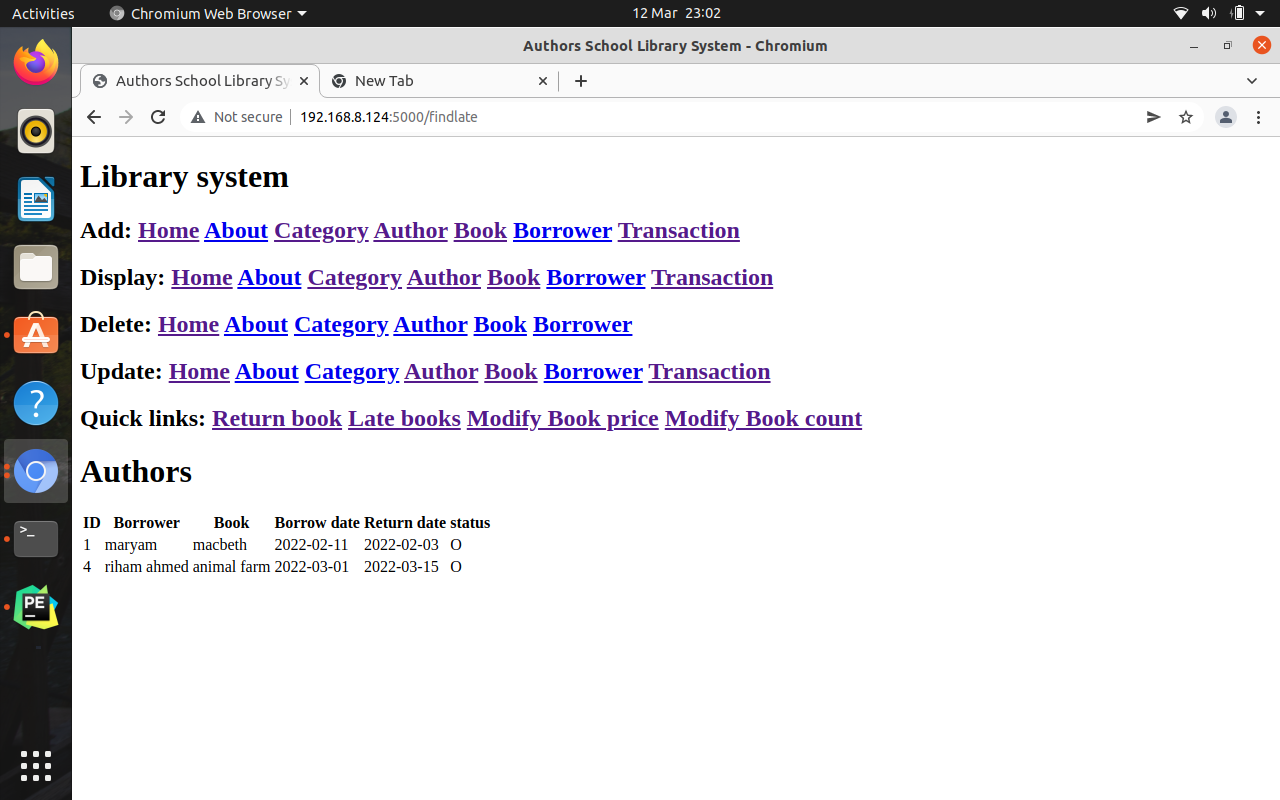 Activities Chromium Web Browser 12 Mar 23:02
Authors School Library System - Chromium
Authors School Library Sy New Tab
Not secure 192.168.8.124:5000/findlate
Library system
Add: Home About Category Author Book Borrower Transaction
Display: Home About Category Author Book Borrower Transaction
Delete: Home About Category Author Book Borrower
Update: Home About Category Author Book Borrower Transaction
Quick links: Return book Late books Modify Book price Modify Book count
Authors
ID Borrower Book Borrow date Return date status
1 maryam macbeth 2022-02-11 2022-02-03 O
4 riham ahmed animal farm 2022-03-01 2022-03-15 O
>_
PE